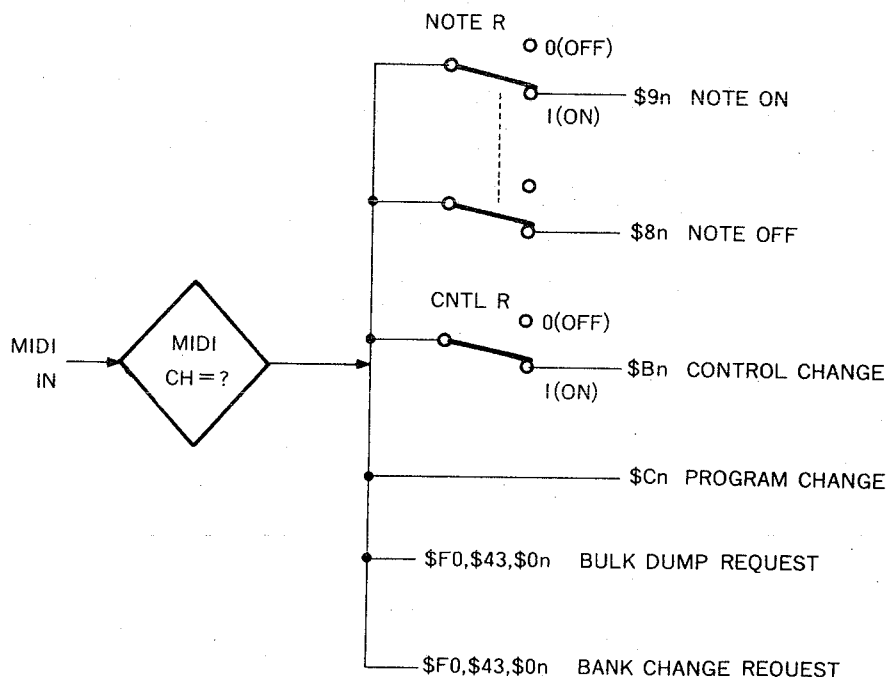 NOTE R
0(OFF)
$9n NOTE ON
1(ON)
$8n NOTE OFF
CNTL R
0(OFF)
MIDI IN
MIDI CH=?
$Bn CONTROL CHANGE
1(ON)
$Cn PROGRAM CHANGE
$F0,$43,$0n BULK DUMP REQUEST
$F0,$43,$0n BANK CHANGE REQUEST